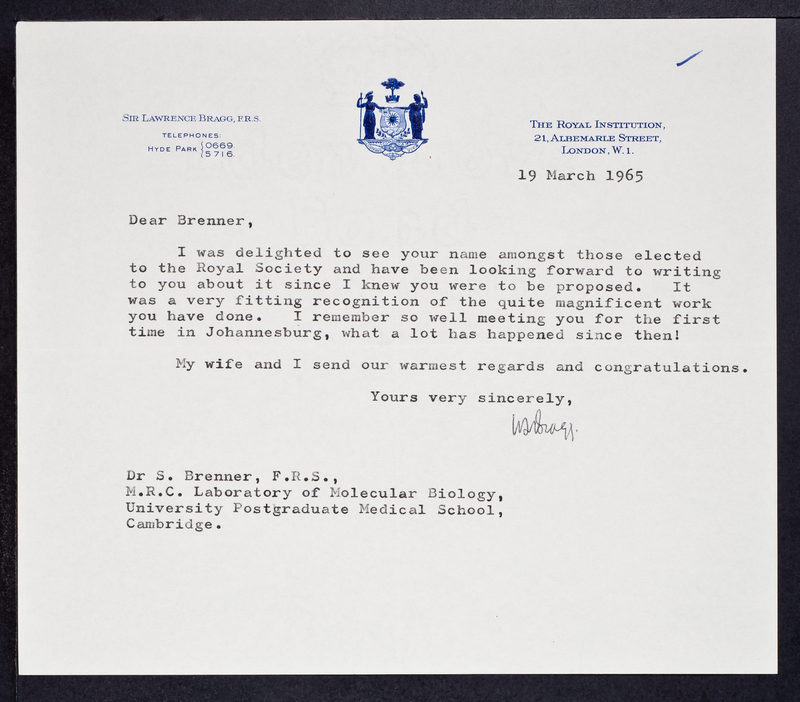 SIR LAWRENCE BRAGG, F.R.S.
TELEPHONES:
HYDE PARK {0669.
{5716.
THE ROYAL INSTITUTION,
21, ALBEMARLE STREET,
LONDON, W.1.
19 March 1965
Dear Brenner,
I was delighted to see your name amongst those elected
to the Royal Society and have been looking forward to writing
to you about it since I knew you were to be proposed. It
was a very fitting recognition of the quite magnificent work
you have done. I remember so well meeting you for the first
time in Johannesburg, what a lot has happened since then!
My wife and I send our warmest regards and congratulations.
Yours very sincerely,
WLBragg.
Dr S. Brenner, F.R.S.,
M.R.C. Laboratory of Molecular Biology,
University Postgraduate Medical School,
Cambridge.